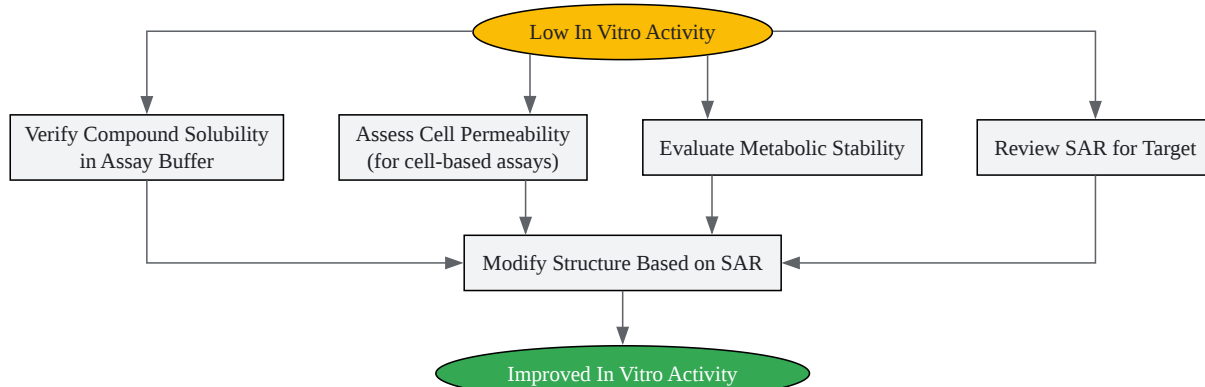 Low In Vitro Activity
Verify Compound Solubility
in Assay Buffer
Assess Cell Permeability
(for cell-based assays)
Evaluate Metabolic Stability
Review SAR for Target
Modify Structure Based on SAR
Improved In Vitro Activity